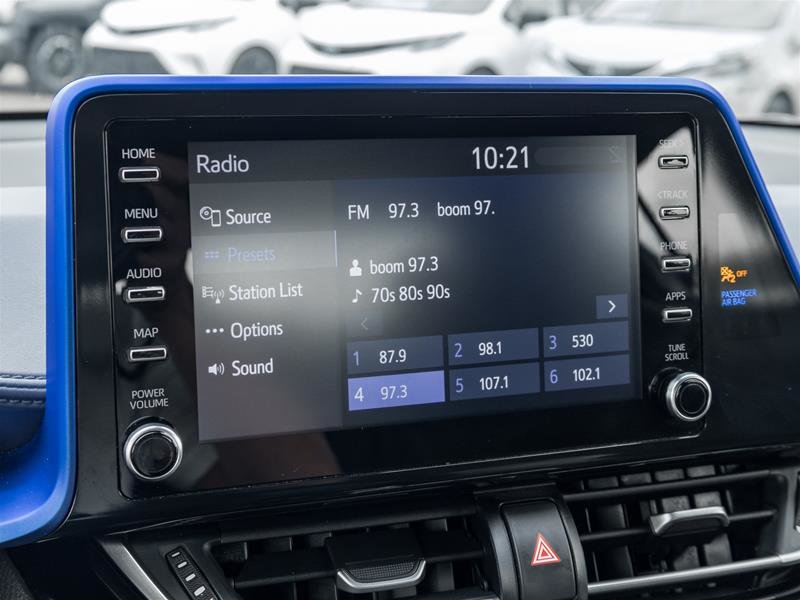 HOME
MENU
AUDIO
MAP
POWER
VOLUME
Radio
10:21
Source
Presets
Station List
Options
Sound
FM 97.3 boom 97.
boom 97.3
70s 80s 90s
1 87.9
2 98.1
3 530
4 97.3
5 107.1
6 102.1
SEEK>
<TRACK
PHONE
APPS
TUNE
SCROLL
2 OFF
PASSENGER
AIR BAG